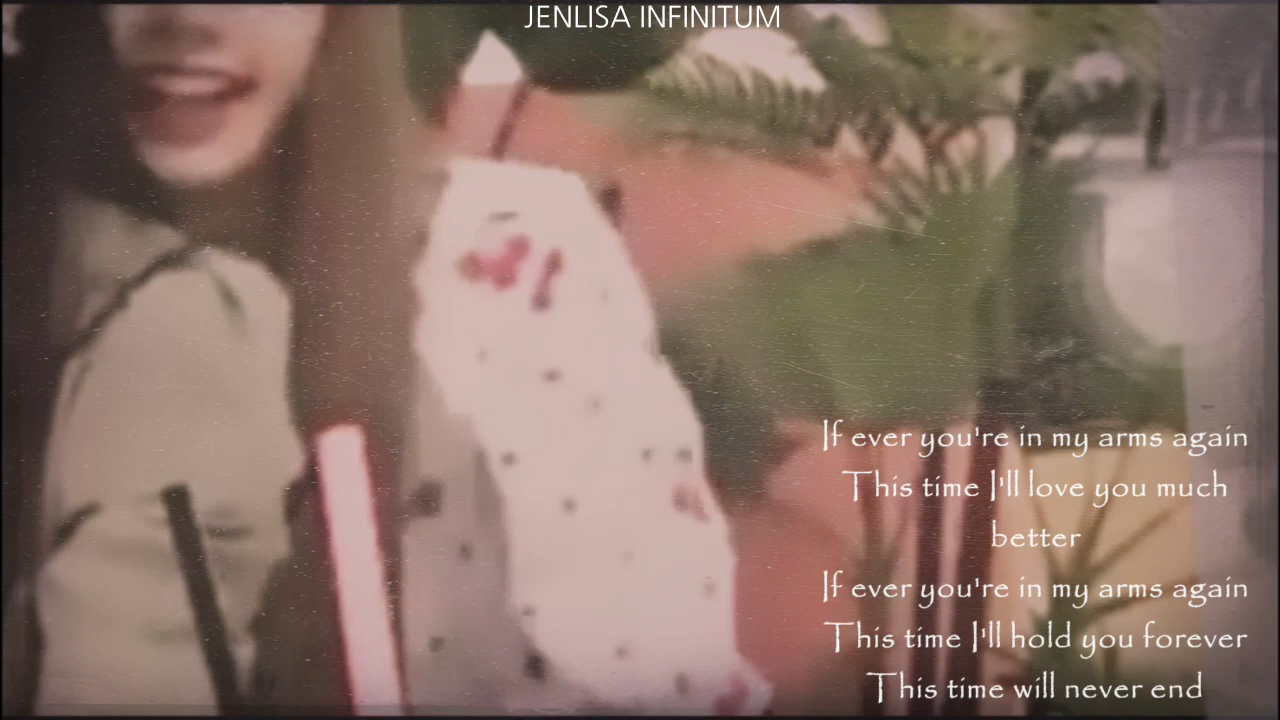 JENLISA INFINITUM
If ever you're in my arms again
This time I'll love you much
better
If ever you're in my arms again
This time I'll hold you forever
This time will never end